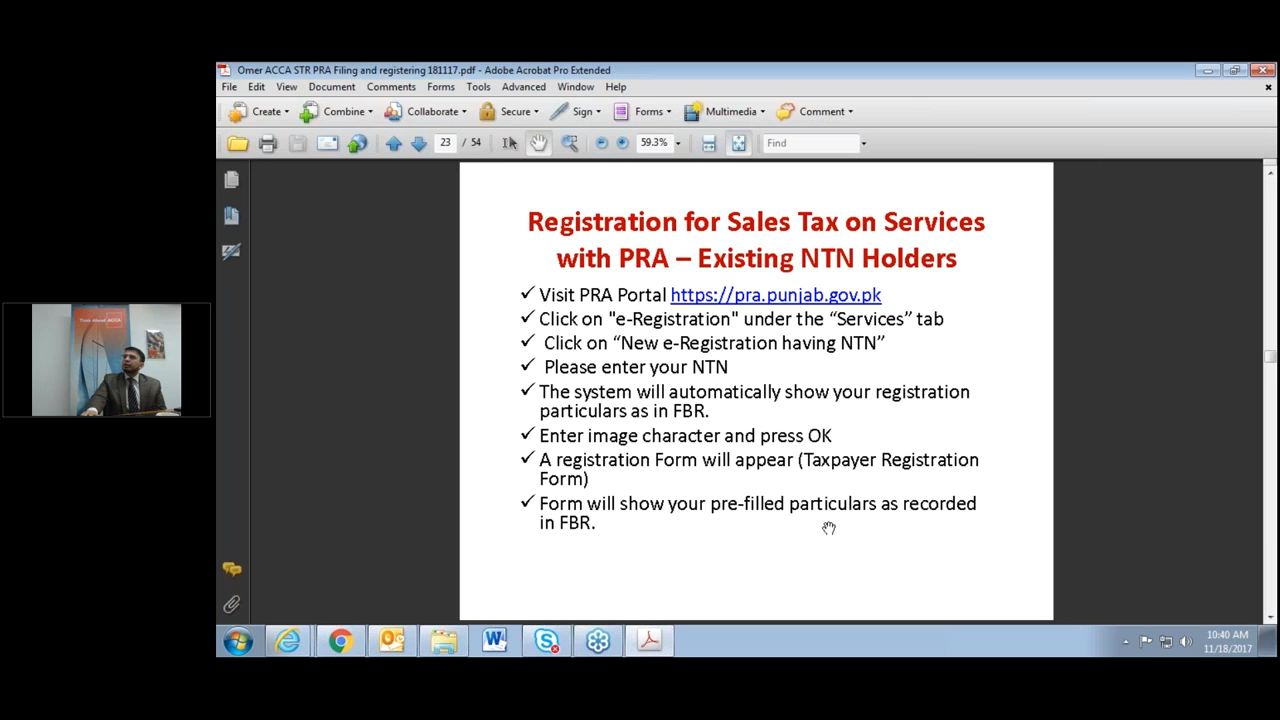 Omer ACCA STR PRA Filing and registering 181117.pdf - Adobe Acrobat Pro Extended
File Edit View Document Comments Forms Tools Advanced Window Help
Create Combine Collaborate Secure Sign Forms Multimedia Comment
23 / 54 59.3% Find
Registration for Sales Tax on Services
with PRA – Existing NTN Holders
✓ Visit PRA Portal https://pra.punjab.gov.pk
✓ Click on "e-Registration" under the “Services” tab
✓ Click on “New e-Registration having NTN”
✓ Please enter your NTN
✓ The system will automatically show your registration
particulars as in FBR.
✓ Enter image character and press OK
✓ A registration Form will appear (Taxpayer Registration
Form)
✓ Form will show your pre-filled particulars as recorded
in FBR.
Think Ahead ACCA
10:40 AM
11/18/2017